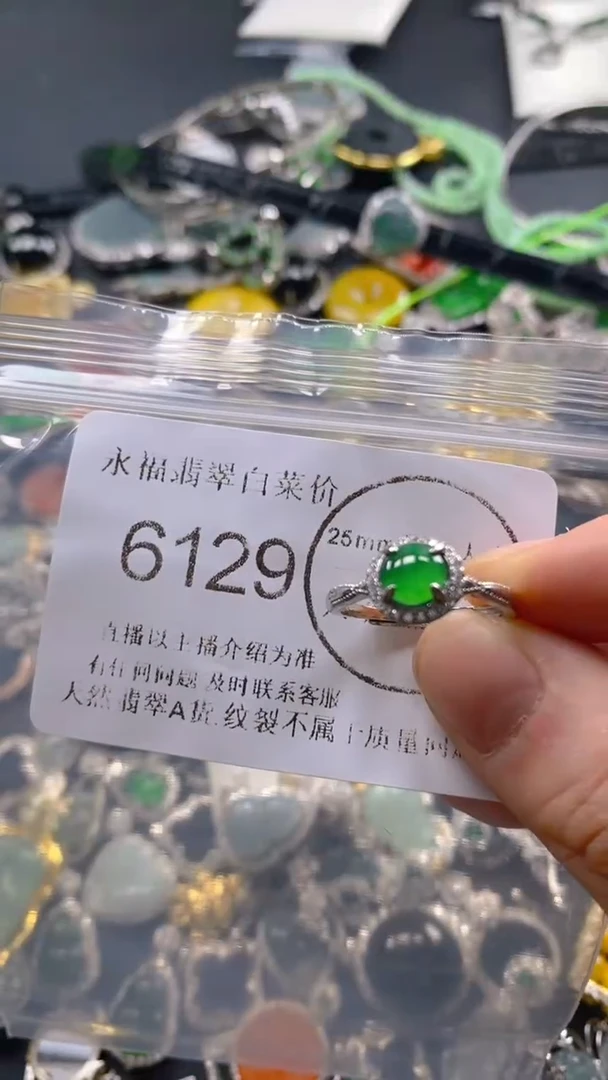 永福翡翠白菜价
6129
25mm
人
直播以主播介绍为准
有任何问题及时联系客服
天然翡翠A货 纹裂不属于质量问题